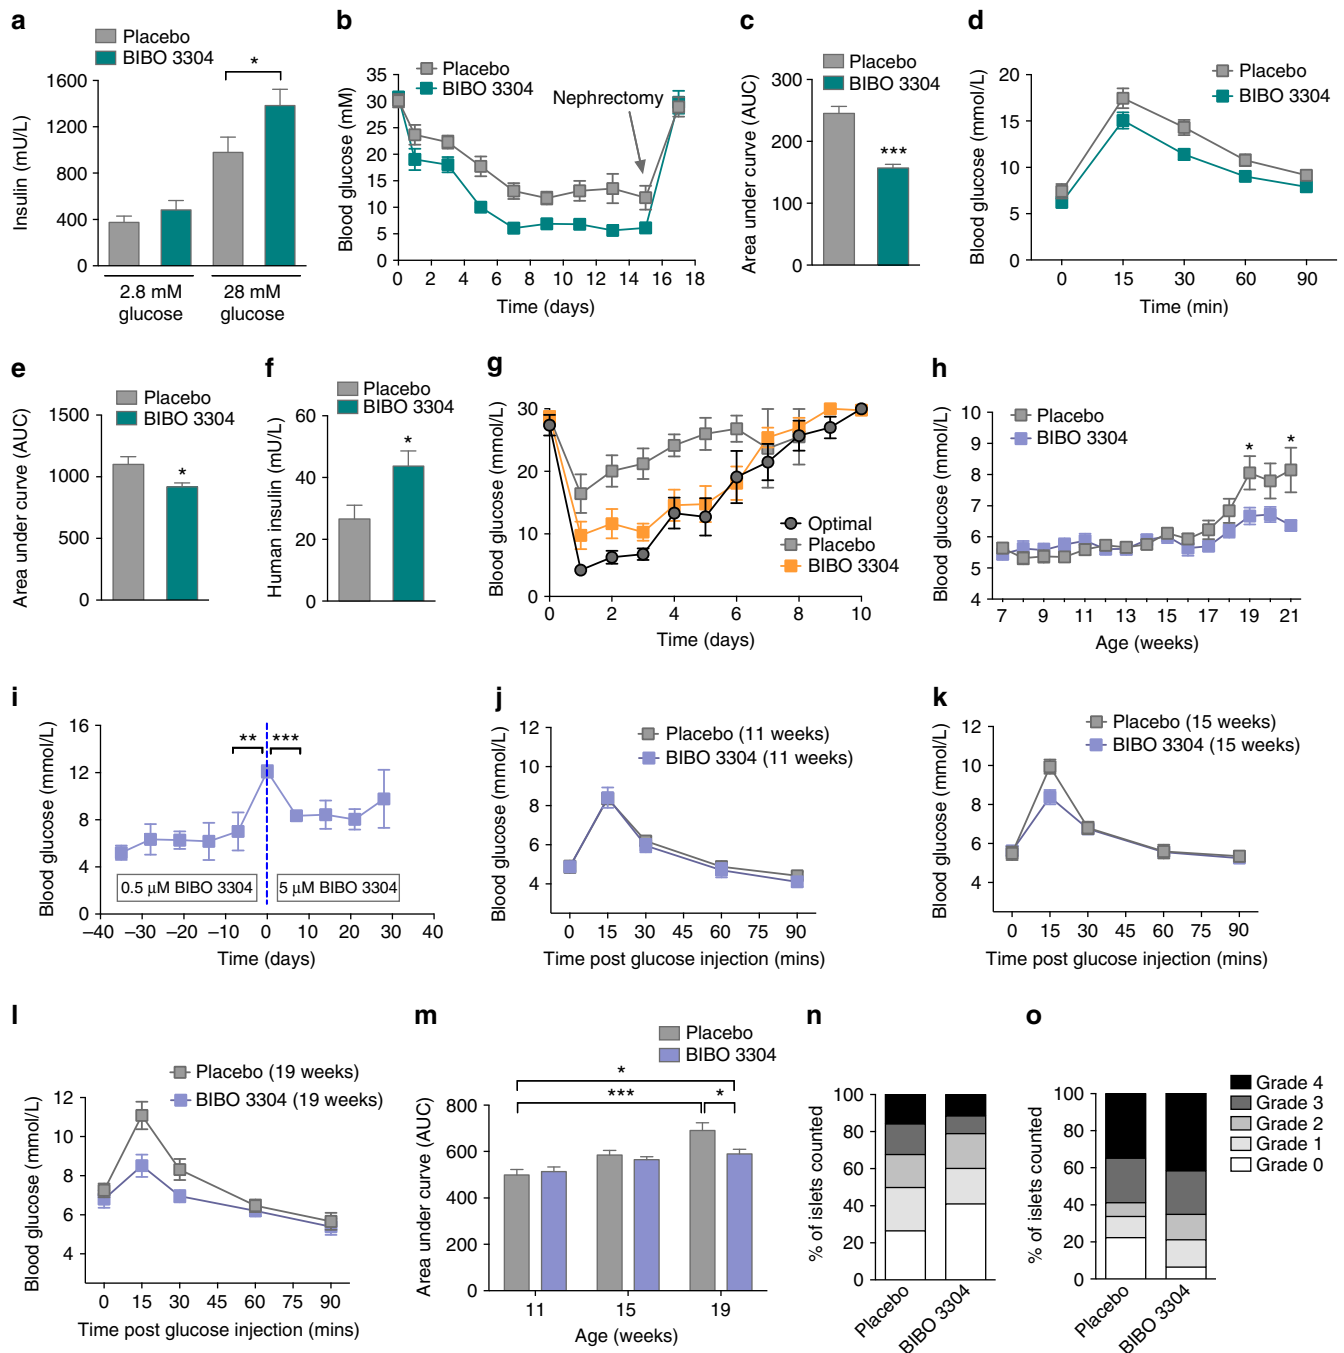 a
Placebo
BIBO 3304
Insulin (mU/L)
1600
1200
800
400
0
*
2.8 mM
glucose
28 mM
glucose
b
Placebo
BIBO 3304
Nephrectomy
Blood glucose (mM)
35
30
25
20
15
10
5
0
0 2 4 6 8 10 12 14 16 18
Time (days)
c
Placebo
BIBO 3304
Area under curve (AUC)
300
200
100
0
***
d
Placebo
BIBO 3304
Blood glucose (mmol/L)
20
15
10
5
0
0 15 30 60 90
Time (min)
e
Placebo
BIBO 3304
Area under curve (AUC)
1500
1000
500
0
*
f
Placebo
BIBO 3304
Human insulin (mU/L)
60
40
20
0
*
g
Blood glucose (mmol/L)
30
20
10
0
Optimal
Placebo
BIBO 3304
0 2 4 6 8 10
Time (days)
h
Placebo
BIBO 3304
Blood glucose (mmol/L)
10
9
8
7
6
5
4
* *
7 9 11 13 15 17 19 21
Age (weeks)
i
Blood glucose (mmol/L)
16
12
8
4
0
** ***
0.5 μM BIBO 3304
5 μM BIBO 3304
–40 –30 –20 –10 0 10 20 30 40
Time (days)
j
Placebo (11 weeks)
BIBO 3304 (11 weeks)
Blood glucose (mmol/L)
12
10
8
6
4
0 15 30 45 60 75 90
Time post glucose injection (mins)
k
Placebo (15 weeks)
BIBO 3304 (15 weeks)
Blood glucose (mmol/L)
12
10
8
6
4
0 15 30 45 60 75 90
Time post glucose injection (mins)
l
Placebo (19 weeks)
BIBO 3304 (19 weeks)
Blood glucose (mmol/L)
12
10
8
6
4
0 15 30 45 60 75 90
Time post glucose injection (mins)
m
Placebo
BIBO 3304
Area under curve (AUC)
800
600
400
200
0
*
***
*
11 15 19
Age (weeks)
n
% of islets counted
100
80
60
40
20
0
Placebo
BIBO 3304
o
% of islets counted
100
80
60
40
20
0
Placebo
BIBO 3304
Grade 4
Grade 3
Grade 2
Grade 1
Grade 0